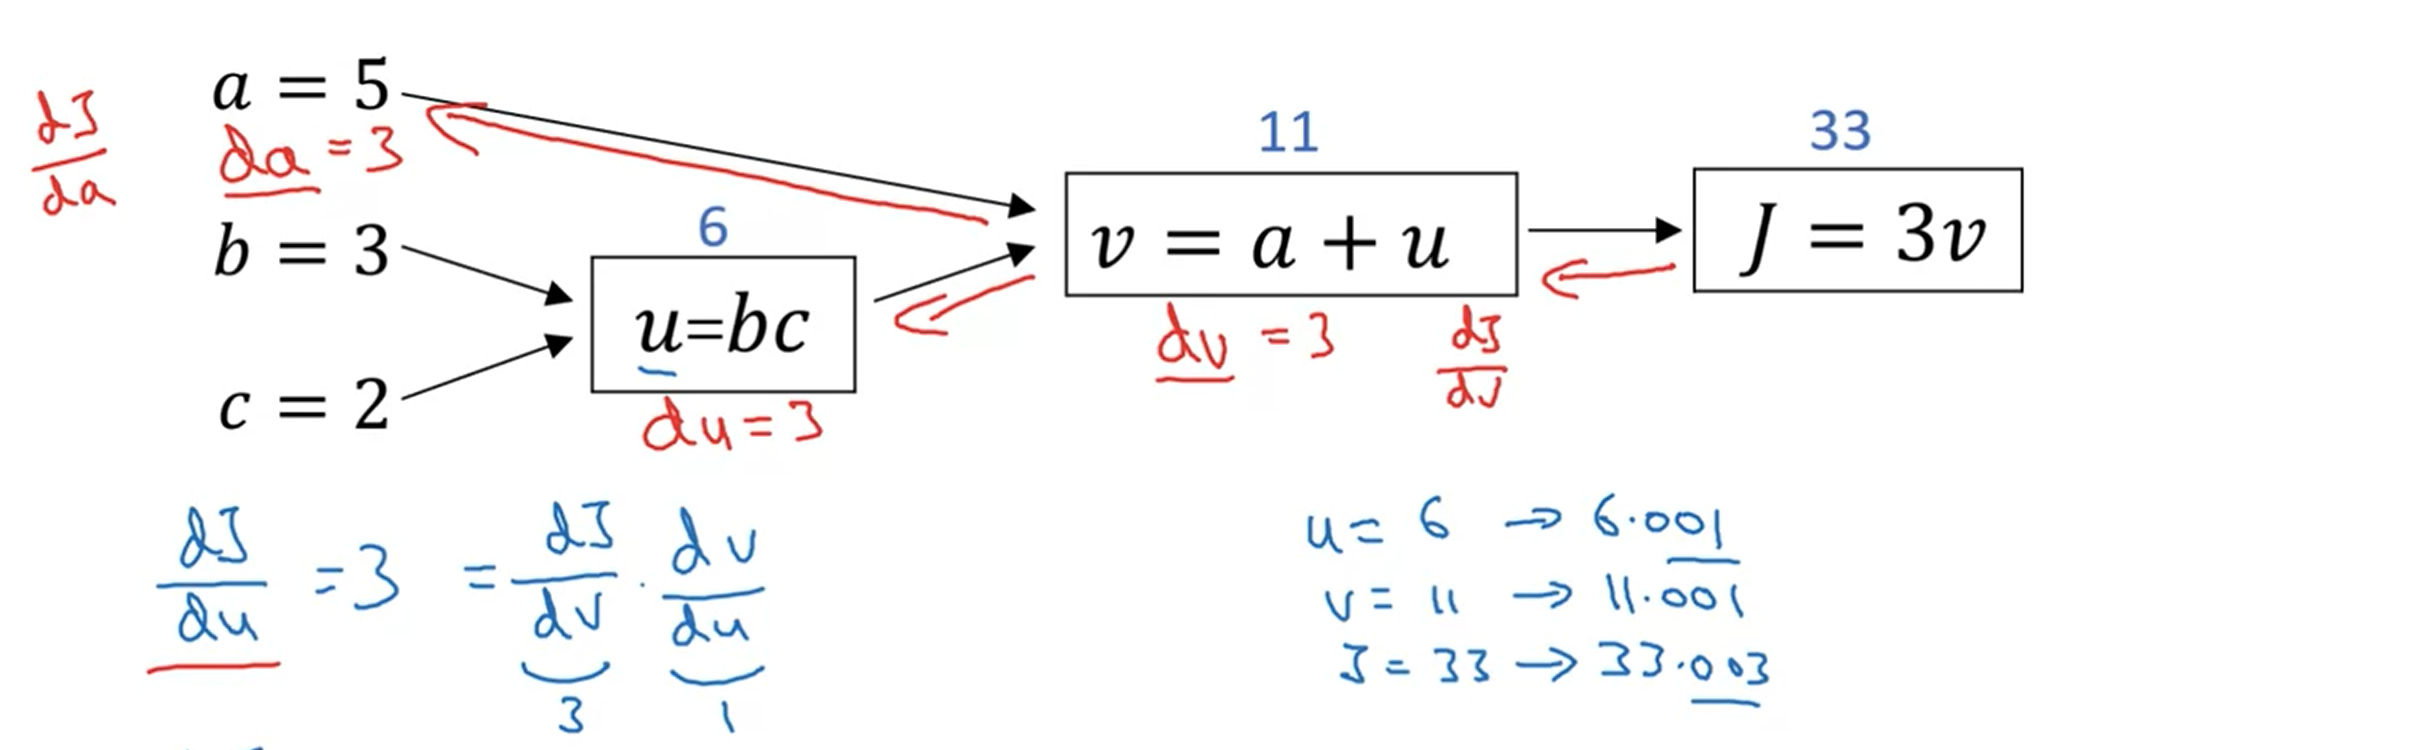 a = 5
dJ/da
da = 3
b = 3
c = 2
6
u=bc
du = 3
11
v = a + u
dv = 3
dJ/dv
33
J = 3v
dJ/du = 3 = dJ/dv · dv/du
3 1
u = 6 → 6.001
v = 11 → 11.001
J = 33 → 33.003